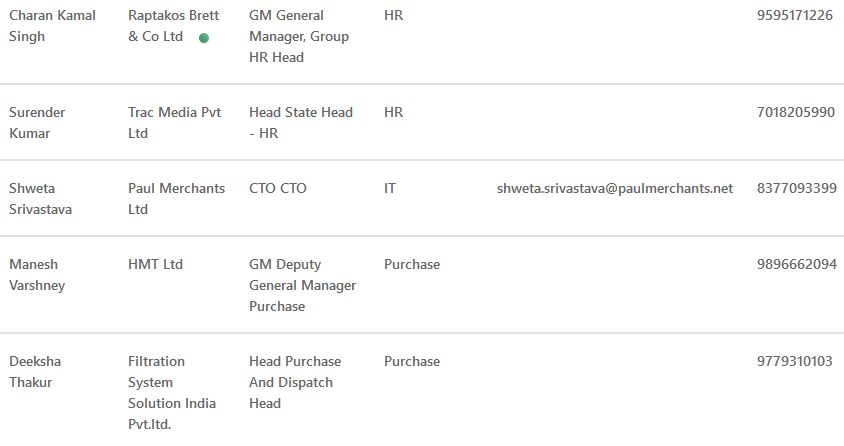 Charan Kamal Raptakos Brett GM General HR 9595171226
Singh & Co Ltd Manager, Group
HR Head
Surender Trac Media Pvt Head State Head HR 7018205990
Kumar Ltd - HR
Shweta Paul Merchants CTO CTO IT shweta.srivastava@paulmerchants.net 8377093399
Srivastava Ltd
Manesh HMT Ltd GM Deputy Purchase 9896662094
Varshney General Manager
Purchase
Deeksha Filtration Head Purchase Purchase 9779310103
Thakur System And Dispatch
Solution India Head
Pvt.ltd.